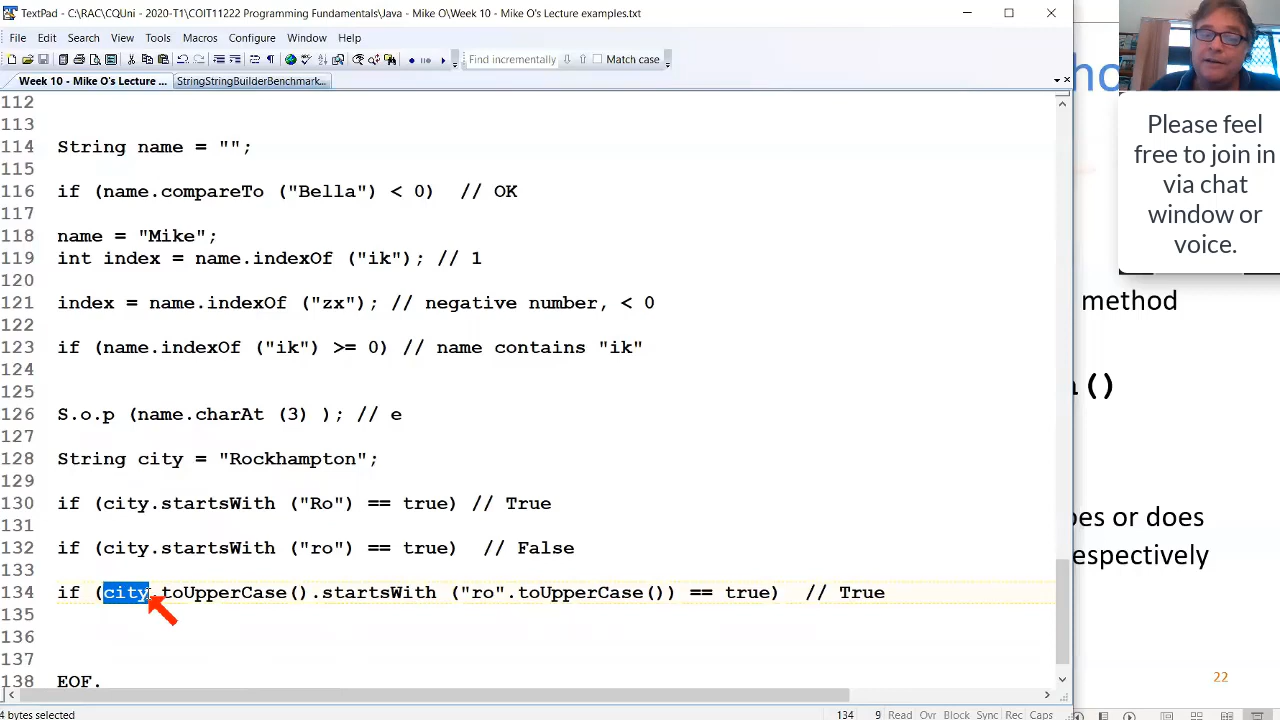 TextPad - C:\RAC\CQUni - 2020-T1\COIT11222 Programming Fundamentals\Java - Mike O\Week 10 - Mike O's Lecture examples.txt
File Edit Search View Tools Macros Configure Window Help
Find incrementally Match case
Week 10 - Mike O's Lecture ... StringStringBuilderBenchmark...
112
113
114 String name = "";
115
116 if (name.compareTo ("Bella") < 0) // OK
117
118 name = "Mike";
119 int index = name.indexOf ("ik"); // 1
120
121 index = name.indexOf ("zx"); // negative number, < 0
122
123 if (name.indexOf ("ik") >= 0) // name contains "ik"
124
125
126 S.o.p (name.charAt (3) ); // e
127
128 String city = "Rockhampton";
129
130 if (city.startsWith ("Ro") == true) // True
131
132 if (city.startsWith ("ro") == true) // False
133
134 if (city.toUpperCase().startsWith ("ro".toUpperCase()) == true) // True
135
136
137
138 EOF.
4 bytes selected 134 9 Read Ovr Block Sync Rec Caps
Please feel
free to join in
via chat
window or
voice.
method
()
oes or does
espectively
22